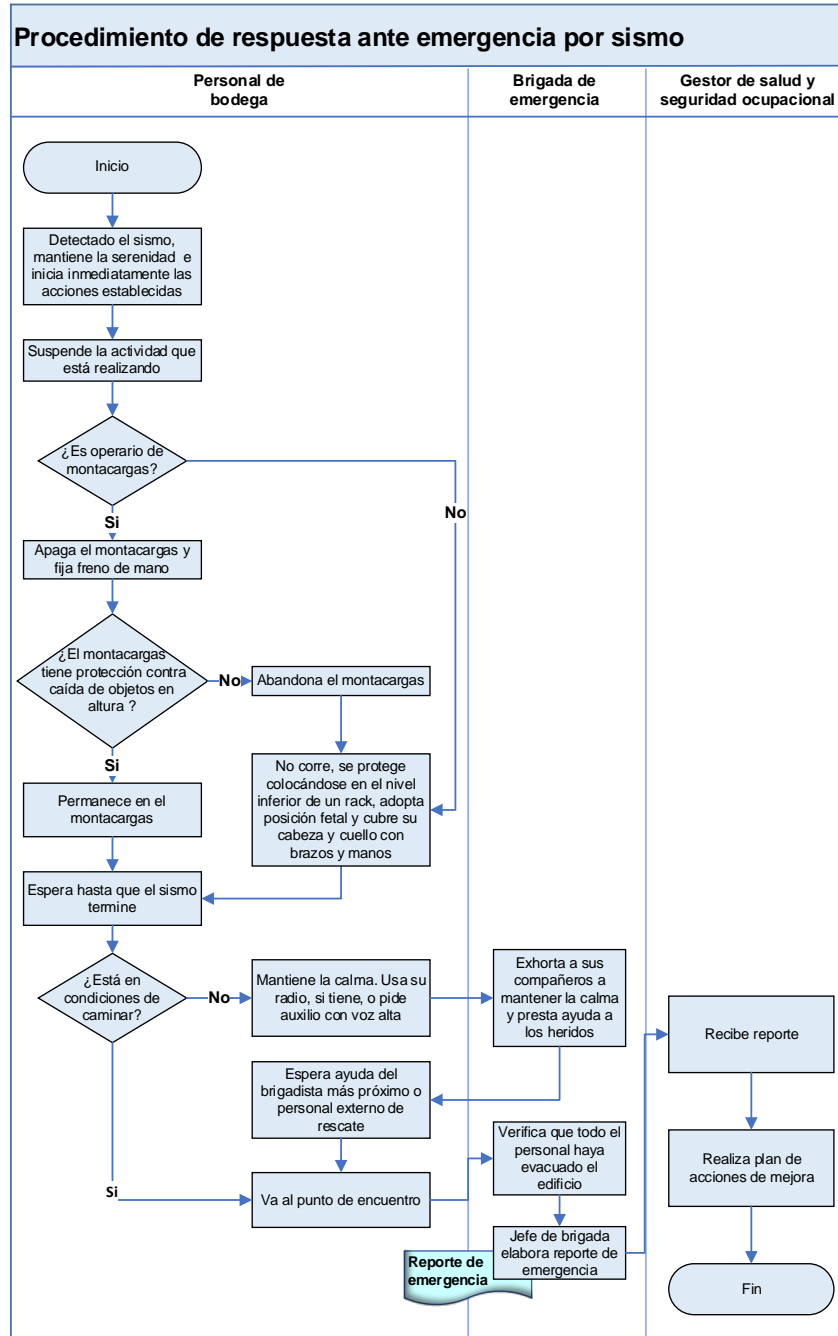 Procedimiento de respuesta ante emergencia por sismo
Personal de
bodega
Brigada de
emergencia
Gestor de salud y
seguridad ocupacional
Inicio
Detectado el sismo,
mantiene la serenidad e
inicia inmediatamente las
acciones establecidas
Suspende la actividad que
está realizando
¿Es operario de
montacargas?
No
Si
Apaga el montacargas y
fija freno de mano
¿El montacargas
tiene protección contra
caída de objetos en
altura ?
No
Abandona el montacargas
Si
No corre, se protege
colocándose en el nivel
inferior de un rack, adopta
posición fetal y cubre su
cabeza y cuello con
brazos y manos
Permanece en el
montacargas
Espera hasta que el sismo
termine
¿Está en
condiciones de
caminar?
No
Mantiene la calma. Usa su
radio, si tiene, o pide
auxilio con voz alta
Exhorta a sus
compañeros a
mantener la calma
y presta ayuda a
los heridos
Recibe reporte
Espera ayuda del
brigadista más próximo o
personal externo de
rescate
Verifica que todo el
personal haya
evacuado el
edificio
Realiza plan de
acciones de mejora
Si
Va al punto de encuentro
Jefe de brigada
elabora reporte de
emergencia
Reporte de
emergencia
Fin